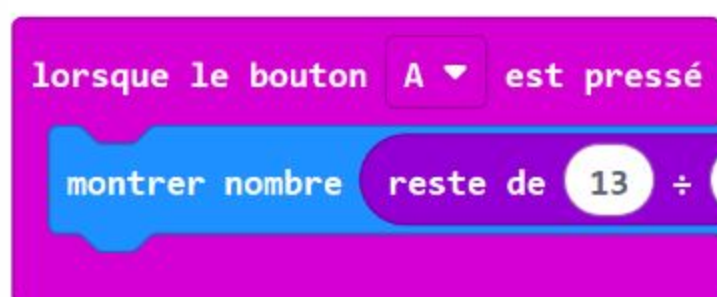 lorsque le bouton A est pressé
montrer nombre reste de 13 ÷